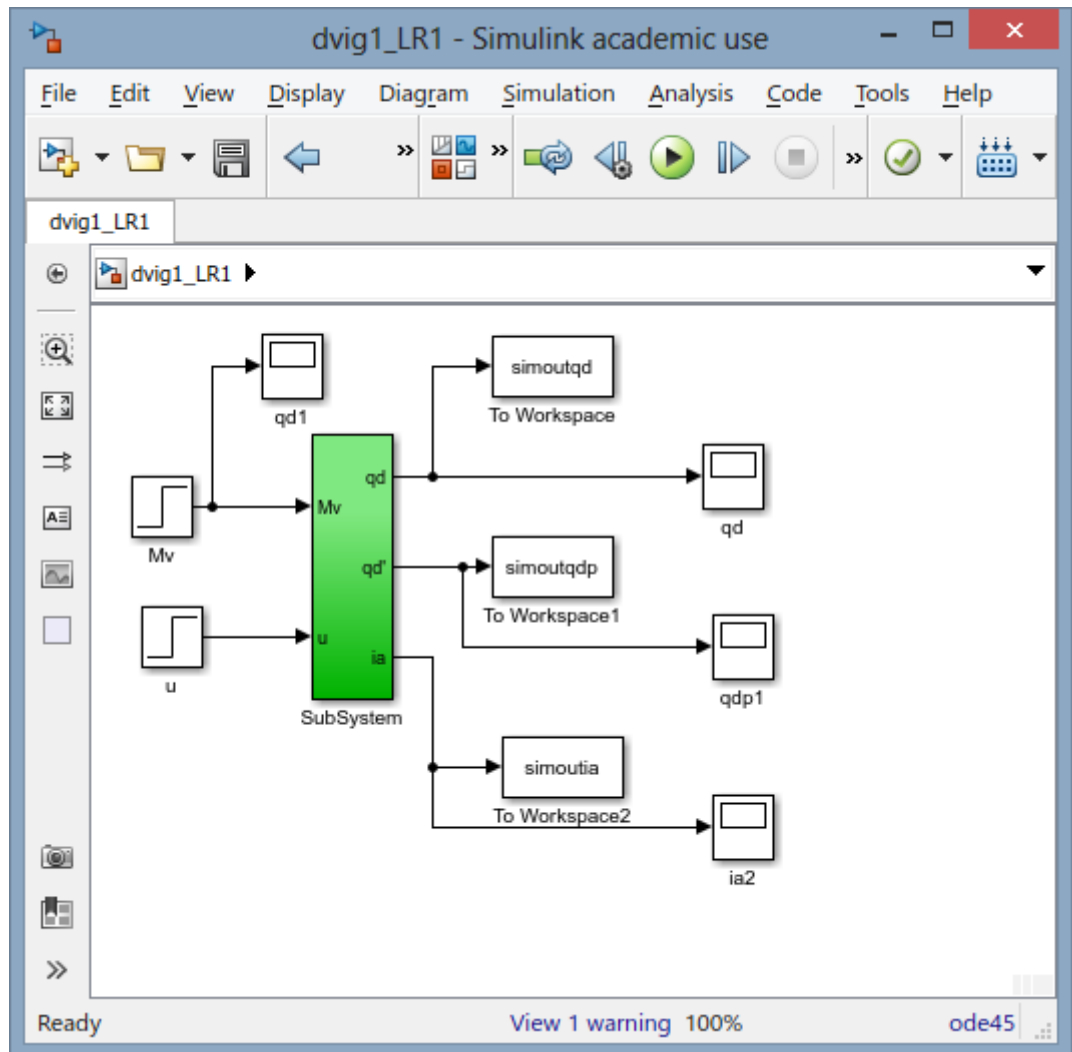 dvig1_LR1 - Simulink academic use
File Edit View Display Diagram Simulation Analysis Code Tools Help
dvig1_LR1
dvig1_LR1
simoutqd
To Workspace
qd1
qd
Mv
qd
Mv
qd'
simoutqdp
To Workspace1
u
u
ia
qdp1
SubSystem
simoutia
To Workspace2
ia2
Ready View 1 warning 100% ode45